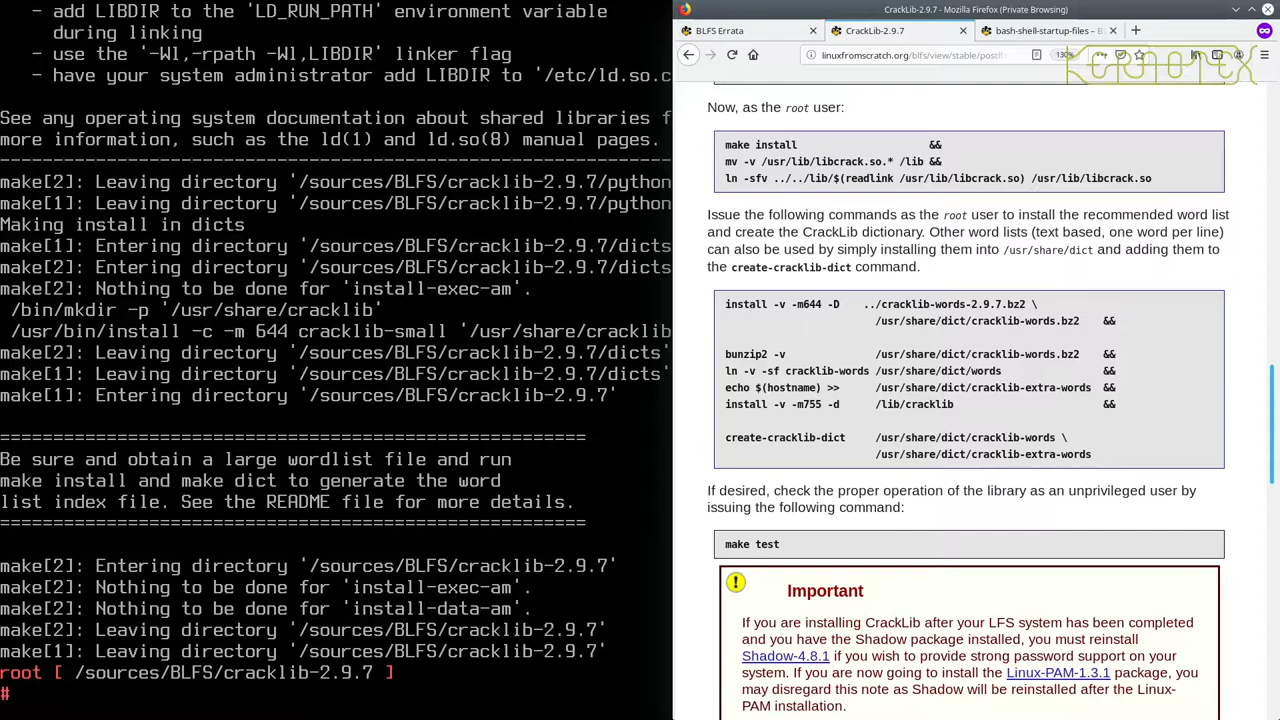 - add LIBDIR to the 'LD_RUN_PATH' environment variable
during linking
- use the '-Wl,-rpath -Wl,LIBDIR' linker flag
- have your system administrator add LIBDIR to '/etc/ld.so.c
See any operating system documentation about shared libraries f
more information, such as the ld(1) and ld.so(8) manual pages.
----------------------------------------------------------------------
make[2]: Leaving directory '/sources/BLFS/cracklib-2.9.7/python
make[1]: Leaving directory '/sources/BLFS/cracklib-2.9.7/python
Making install in dicts
make[1]: Entering directory '/sources/BLFS/cracklib-2.9.7/dicts
make[2]: Entering directory '/sources/BLFS/cracklib-2.9.7/dicts
make[2]: Nothing to be done for 'install-exec-am'.
/bin/mkdir -p '/usr/share/cracklib'
/usr/bin/install -c -m 644 cracklib-small '/usr/share/cracklib
make[2]: Leaving directory '/sources/BLFS/cracklib-2.9.7/dicts'
make[1]: Leaving directory '/sources/BLFS/cracklib-2.9.7/dicts'
make[1]: Entering directory '/sources/BLFS/cracklib-2.9.7'
=======================================================
Be sure and obtain a large wordlist file and run
make install and make dict to generate the word
list index file. See the README file for more details.
=======================================================
make[2]: Entering directory '/sources/BLFS/cracklib-2.9.7'
make[2]: Nothing to be done for 'install-exec-am'.
make[2]: Nothing to be done for 'install-data-am'.
make[2]: Leaving directory '/sources/BLFS/cracklib-2.9.7'
make[1]: Leaving directory '/sources/BLFS/cracklib-2.9.7'
root [ /sources/BLFS/cracklib-2.9.7 ]
#
CrackLib-2.9.7 - Mozilla Firefox (Private Browsing)
BLFS Errata
CrackLib-2.9.7
bash-shell-startup-files – BL
linuxfromscratch.org/blfs/view/stable/postlf
130%
KERNOTEX
Now, as the root user:
make install &&
mv -v /usr/lib/libcrack.so.* /lib &&
ln -sfv ../../lib/$(readlink /usr/lib/libcrack.so) /usr/lib/libcrack.so
Issue the following commands as the root user to install the recommended word list
and create the CrackLib dictionary. Other word lists (text based, one word per line)
can also be used by simply installing them into /usr/share/dict and adding them to
the create-cracklib-dict command.
install -v -m644 -D ../cracklib-words-2.9.7.bz2 \
/usr/share/dict/cracklib-words.bz2 &&
bunzip2 -v /usr/share/dict/cracklib-words.bz2 &&
ln -v -sf cracklib-words /usr/share/dict/words &&
echo $(hostname) >> /usr/share/dict/cracklib-extra-words &&
install -v -m755 -d /lib/cracklib &&
create-cracklib-dict /usr/share/dict/cracklib-words \
/usr/share/dict/cracklib-extra-words
If desired, check the proper operation of the library as an unprivileged user by
issuing the following command:
make test
!
Important
If you are installing CrackLib after your LFS system has been completed
and you have the Shadow package installed, you must reinstall
Shadow-4.8.1 if you wish to provide strong password support on your
system. If you are now going to install the Linux-PAM-1.3.1 package, you
may disregard this note as Shadow will be reinstalled after the Linux-
PAM installation.